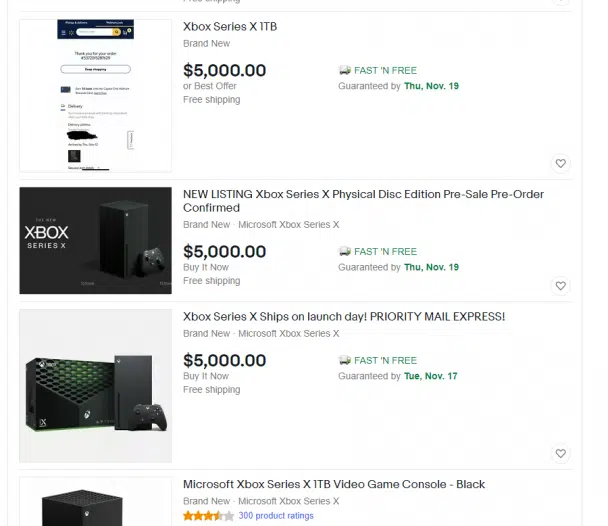 Free shipping
Thank you for your order
Keep shopping
Delivery
Delivery address
Xbox Series X 1TB
Brand New
$5,000.00
or Best Offer
Free shipping
FAST 'N FREE
Guaranteed by Thu, Nov. 19
THE NEW
XBOX
SERIES X
NEW LISTING Xbox Series X Physical Disc Edition Pre-Sale Pre-Order
Confirmed
Brand New · Microsoft Xbox Series X
$5,000.00
Buy It Now
Free shipping
FAST 'N FREE
Guaranteed by Thu, Nov. 19
XBOX
Xbox Series X Ships on launch day! PRIORITY MAIL EXPRESS!
Brand New · Microsoft Xbox Series X
$5,000.00
Buy It Now
Free shipping
FAST 'N FREE
Guaranteed by Tue, Nov. 17
Microsoft Xbox Series X 1TB Video Game Console - Black
Brand New · Microsoft Xbox Series X
300 product ratings